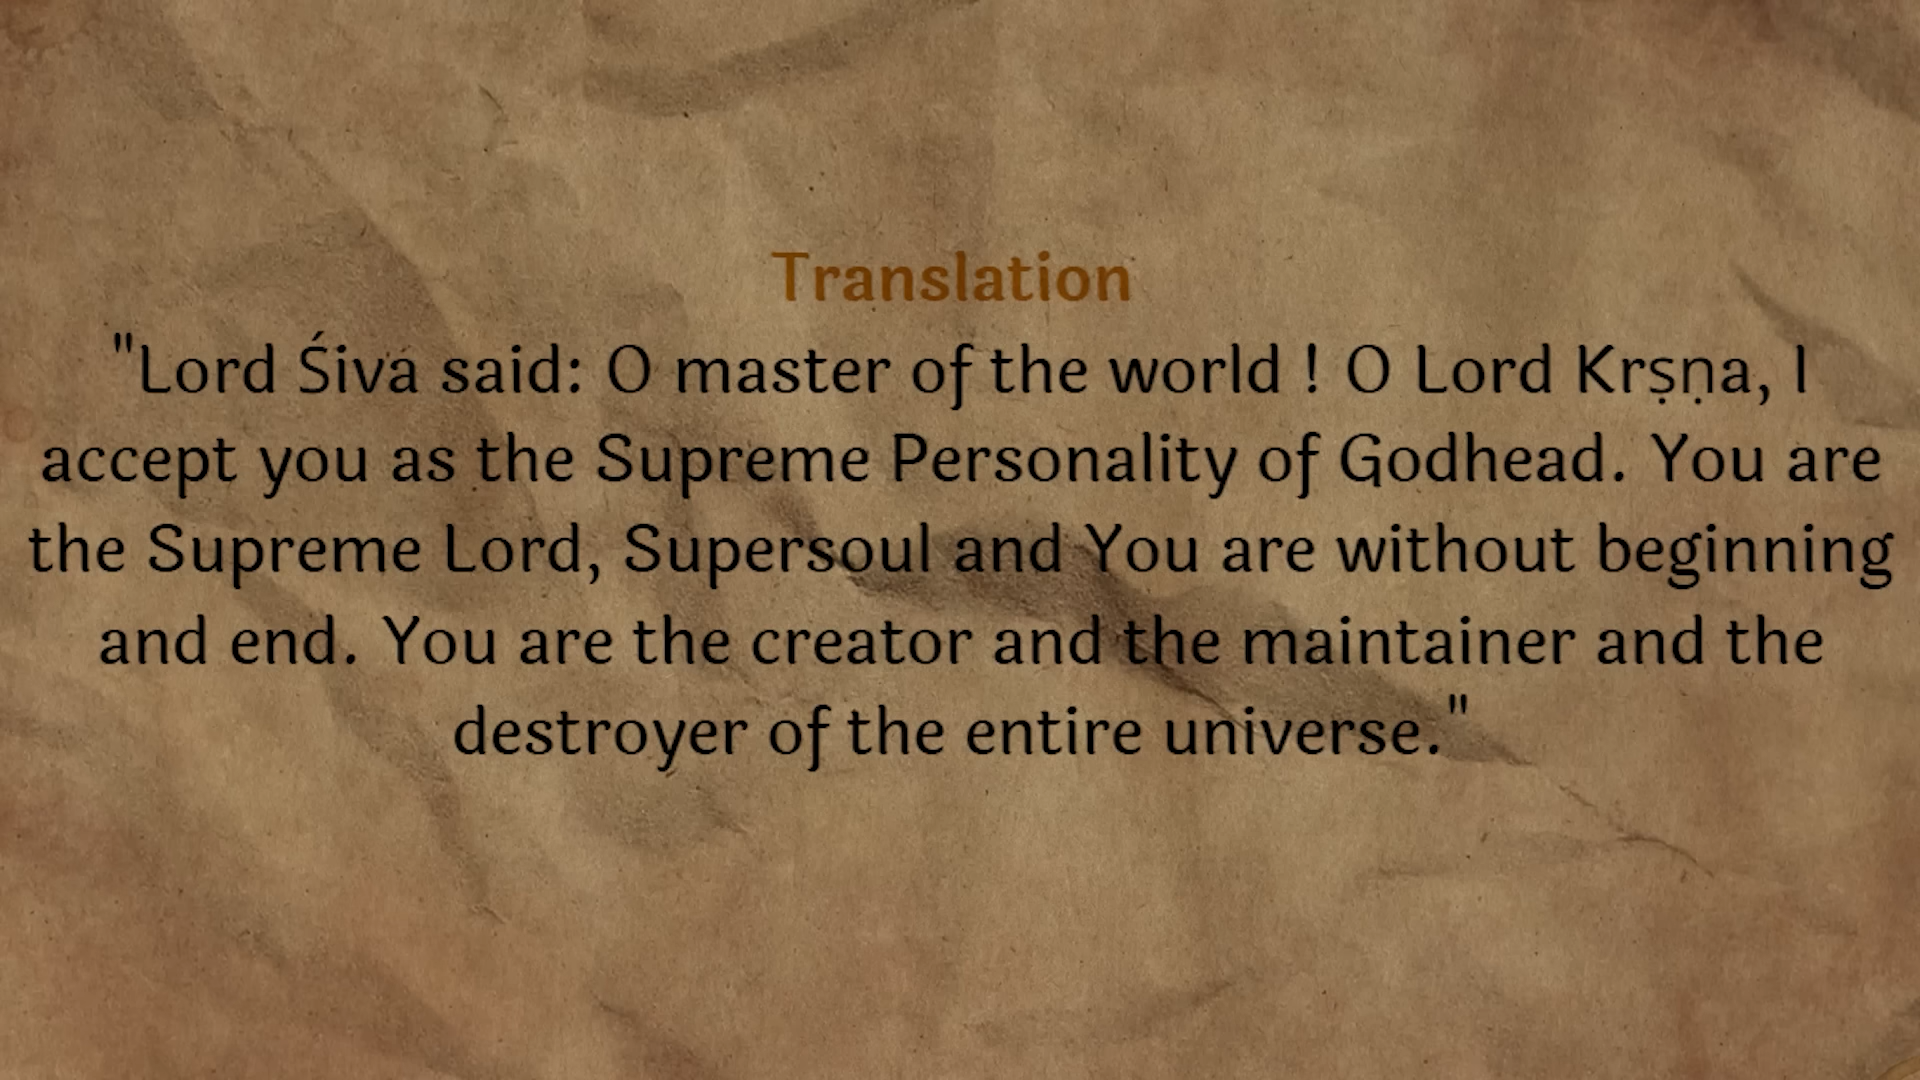 Translation
"Lord Śiva said: O master of the world ! O Lord Krṣṇa, I
accept you as the Supreme Personality of Godhead. You are
the Supreme Lord, Supersoul and You are without beginning
and end. You are the creator and the maintainer and the
destroyer of the entire universe."